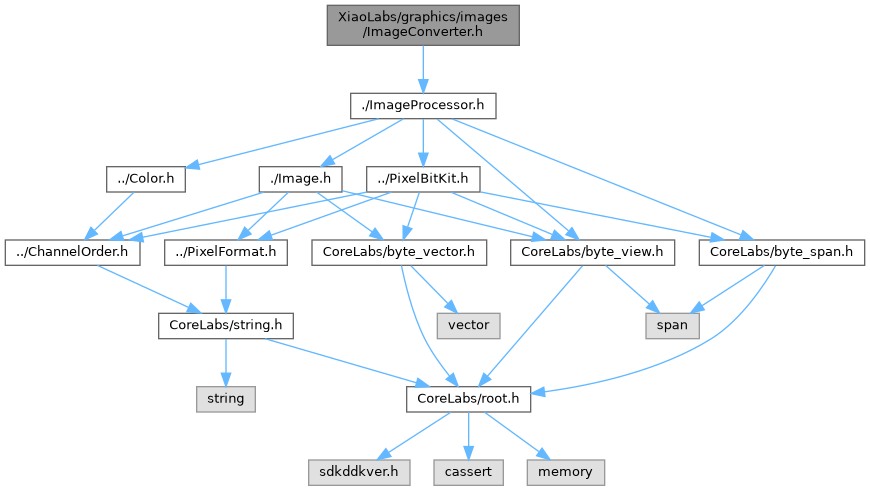 XiaoLabs/graphics/images
/ImageConverter.h
./ImageProcessor.h
../Color.h
./Image.h
../PixelBitKit.h
../ChannelOrder.h
../PixelFormat.h
CoreLabs/byte_vector.h
CoreLabs/byte_view.h
CoreLabs/byte_span.h
CoreLabs/string.h
vector
span
string
CoreLabs/root.h
sdkddkver.h
cassert
memory